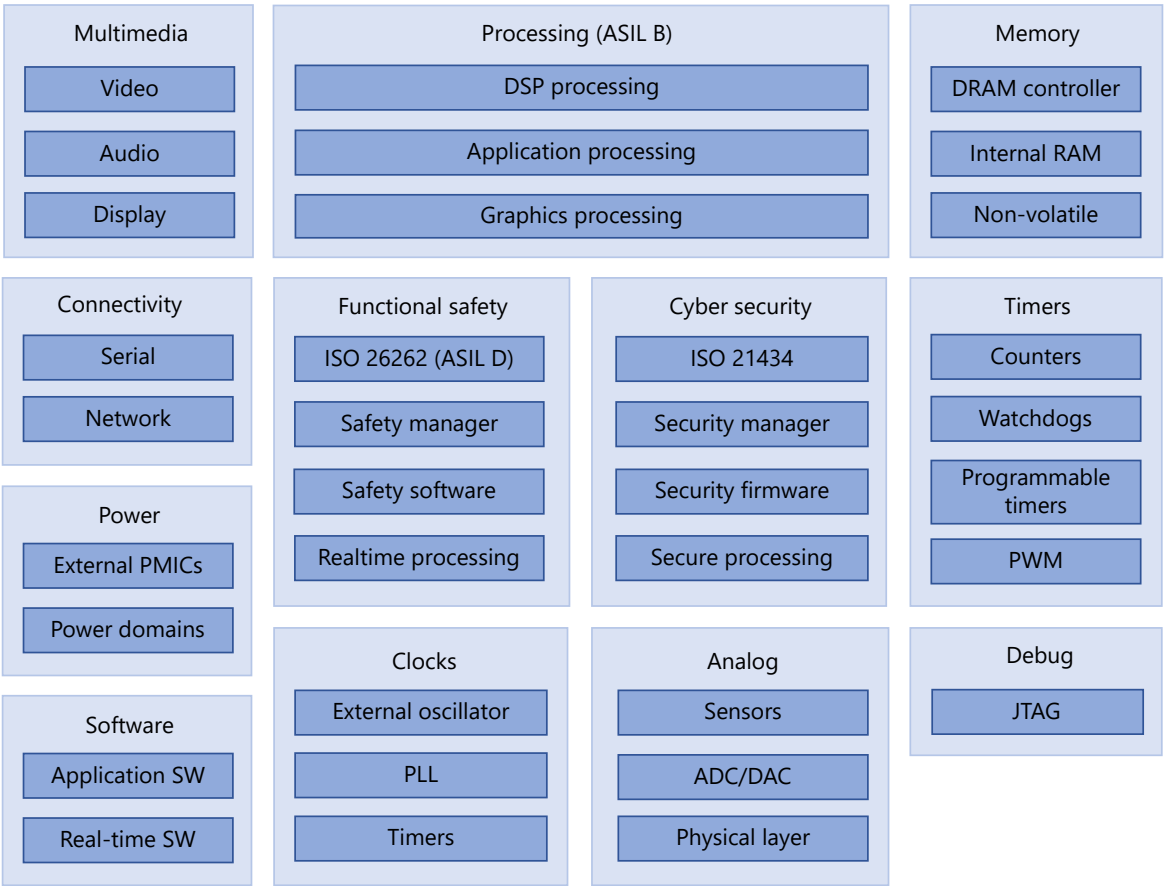 Multimedia
Video
Audio
Display
Processing (ASIL B)
DSP processing
Application processing
Graphics processing
Memory
DRAM controller
Internal RAM
Non-volatile
Connectivity
Serial
Network
Functional safety
ISO 26262 (ASIL D)
Safety manager
Safety software
Realtime processing
Cyber security
ISO 21434
Security manager
Security firmware
Secure processing
Timers
Counters
Watchdogs
Programmable
timers
PWM
Power
External PMICs
Power domains
Software
Application SW
Real-time SW
Clocks
External oscillator
PLL
Timers
Analog
Sensors
ADC/DAC
Physical layer
Debug
JTAG